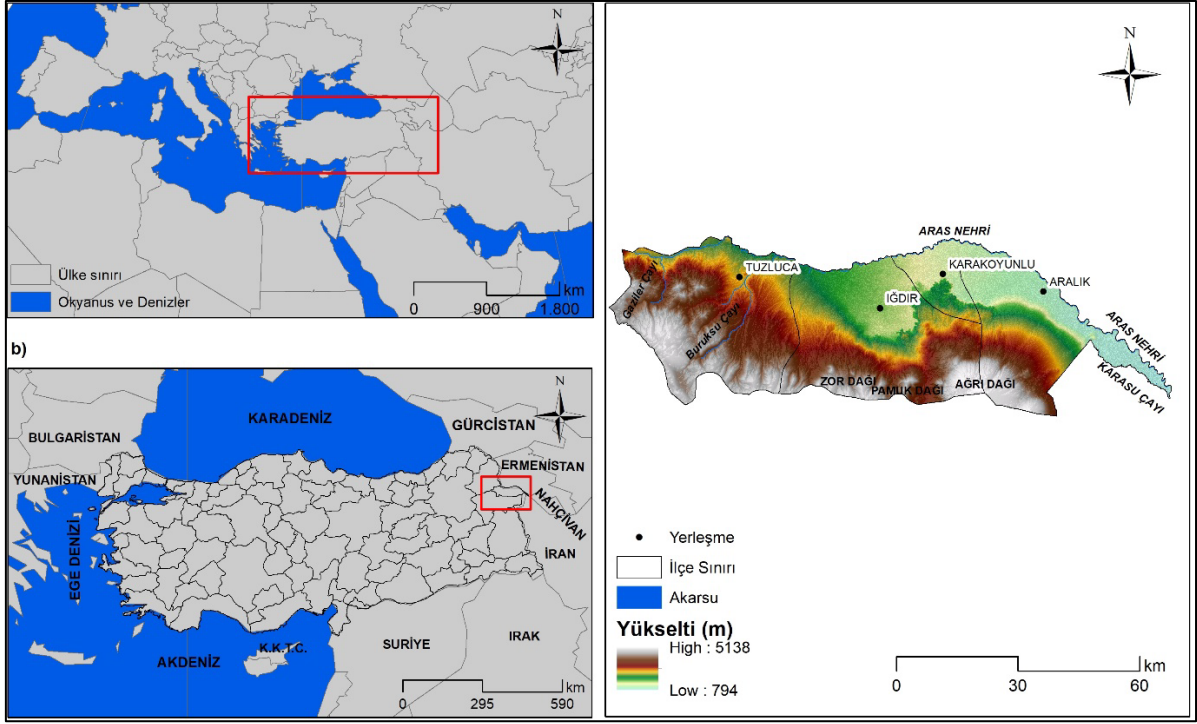 N
Ülke sınırı
Okyanus ve Denizler
km
0 900 1.800
b)
N
KARADENİZ
BULGARİSTAN
GÜRCİSTAN
YUNANİSTAN
ERMENİSTAN
NAHÇİVAN
EGE DENİZİ
İRAN
SURİYE
IRAK
K.K.T.C.
AKDENİZ
km
0 295 590
N
ARAS NEHRİ
TUZLUCA
KARAKOYUNLU
ARALIK
IĞDIR
Gaziler Çayı
Buruksu Çayı
ARAS NEHRİ
KARASU ÇAYI
ZOR DAĞI
PAMUK DAĞI
AĞRI DAĞI
Yerleşme
İlçe Sınırı
Akarsu
Yükselti (m)
High : 5138
Low : 794
km
0 30 60